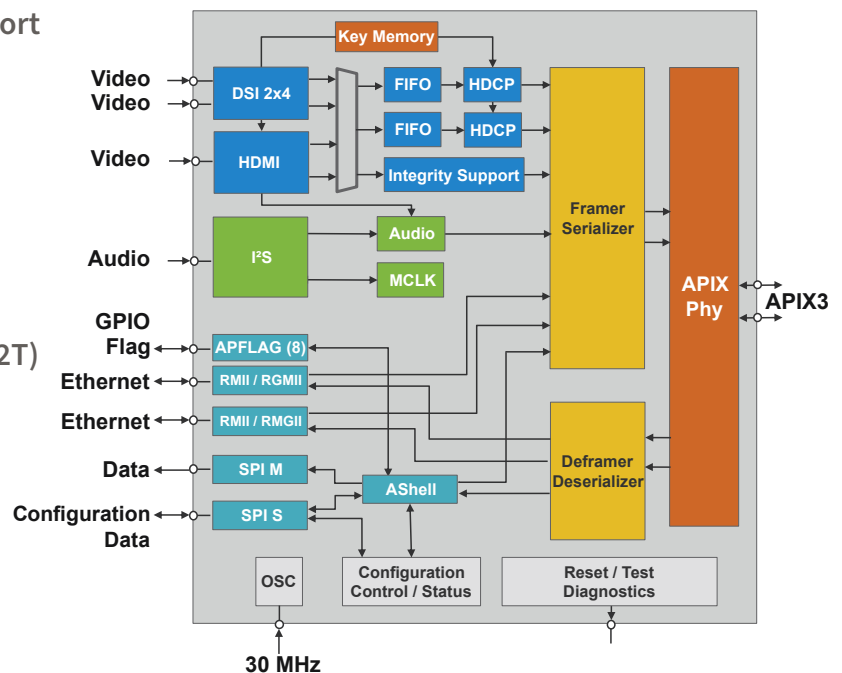 ort
Key Memory
Video
Video
DSI 2x4
FIFO
HDCP
FIFO
HDCP
Video
HDMI
Integrity Support
Framer
Serializer
Audio
I²S
Audio
MCLK
APIX
Phy
APIX3
GPIO
Flag
APFLAG (8)
2T)
Ethernet
RMII / RGMII
Ethernet
RMII / RMGII
Data
SPI M
AShell
Deframer
Deserializer
Configuration
Data
SPI S
OSC
Configuration
Control / Status
Reset / Test
Diagnostics
30 MHz